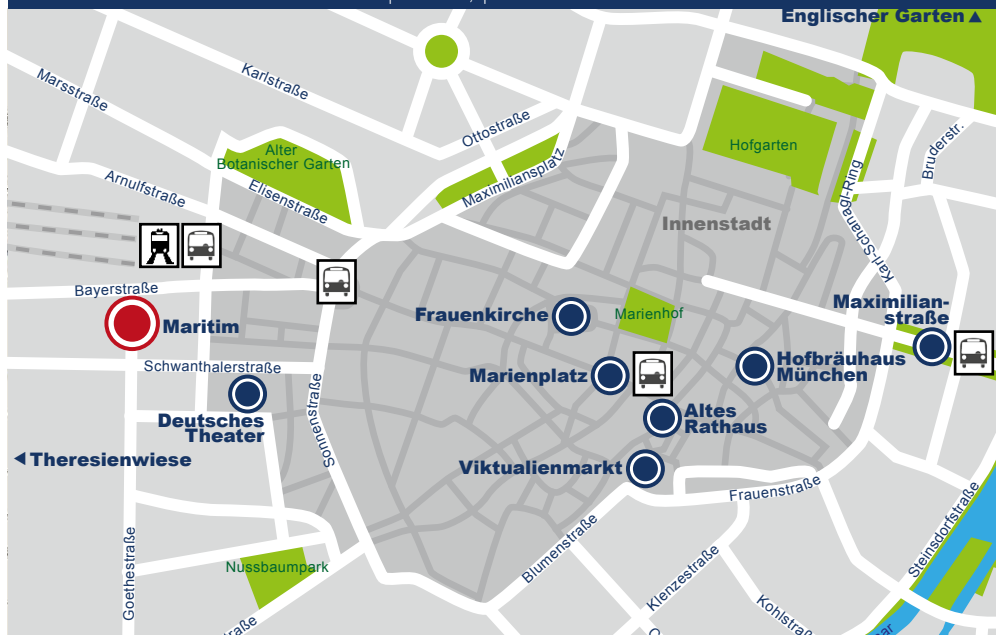 Englischer Garten
Karlstraße
Marsstraße
Ottostraße
Bruderstr.
Alter
Botanischer Garten
Hofgarten
Maximiliansplatz
Arnulfstraße
Elisenstraße
Karl-Schanagl-Ring
Innenstadt
Bayerstraße
Maximilian-
straße
Frauenkirche
Marienhof
Maritim
Schwanthalerstraße
Marienplatz
Hofbräuhaus
München
Deutsches
Theater
Sonnenstraße
Altes
Rathaus
Theresienwiese
Viktualienmarkt
Frauenstraße
Steinsdorfstraße
Blumenstraße
Goethestraße
Nussbaumpark
Klenzestraße